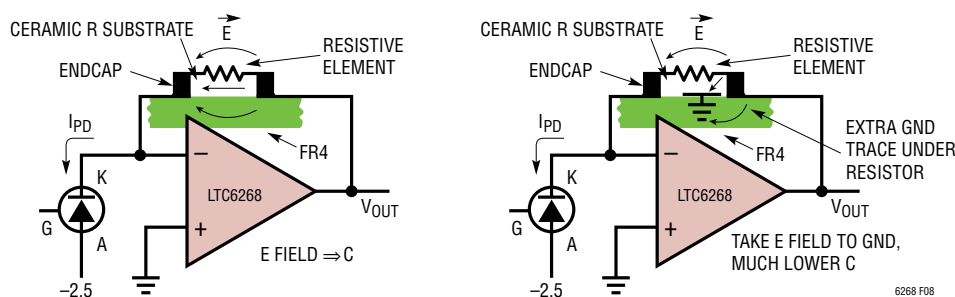 CERAMIC R SUBSTRATE
E
RESISTIVE
ELEMENT
ENDCAP
IPD
K
FR4
G
A
–
LTC6268
+
VOUT
E FIELD ⇒ C
–2.5
CERAMIC R SUBSTRATE
E
RESISTIVE
ELEMENT
ENDCAP
IPD
K
FR4
EXTRA GND
TRACE UNDER
RESISTOR
G
A
–
LTC6268
+
VOUT
TAKE E FIELD TO GND,
MUCH LOWER C
–2.5
6268 F08